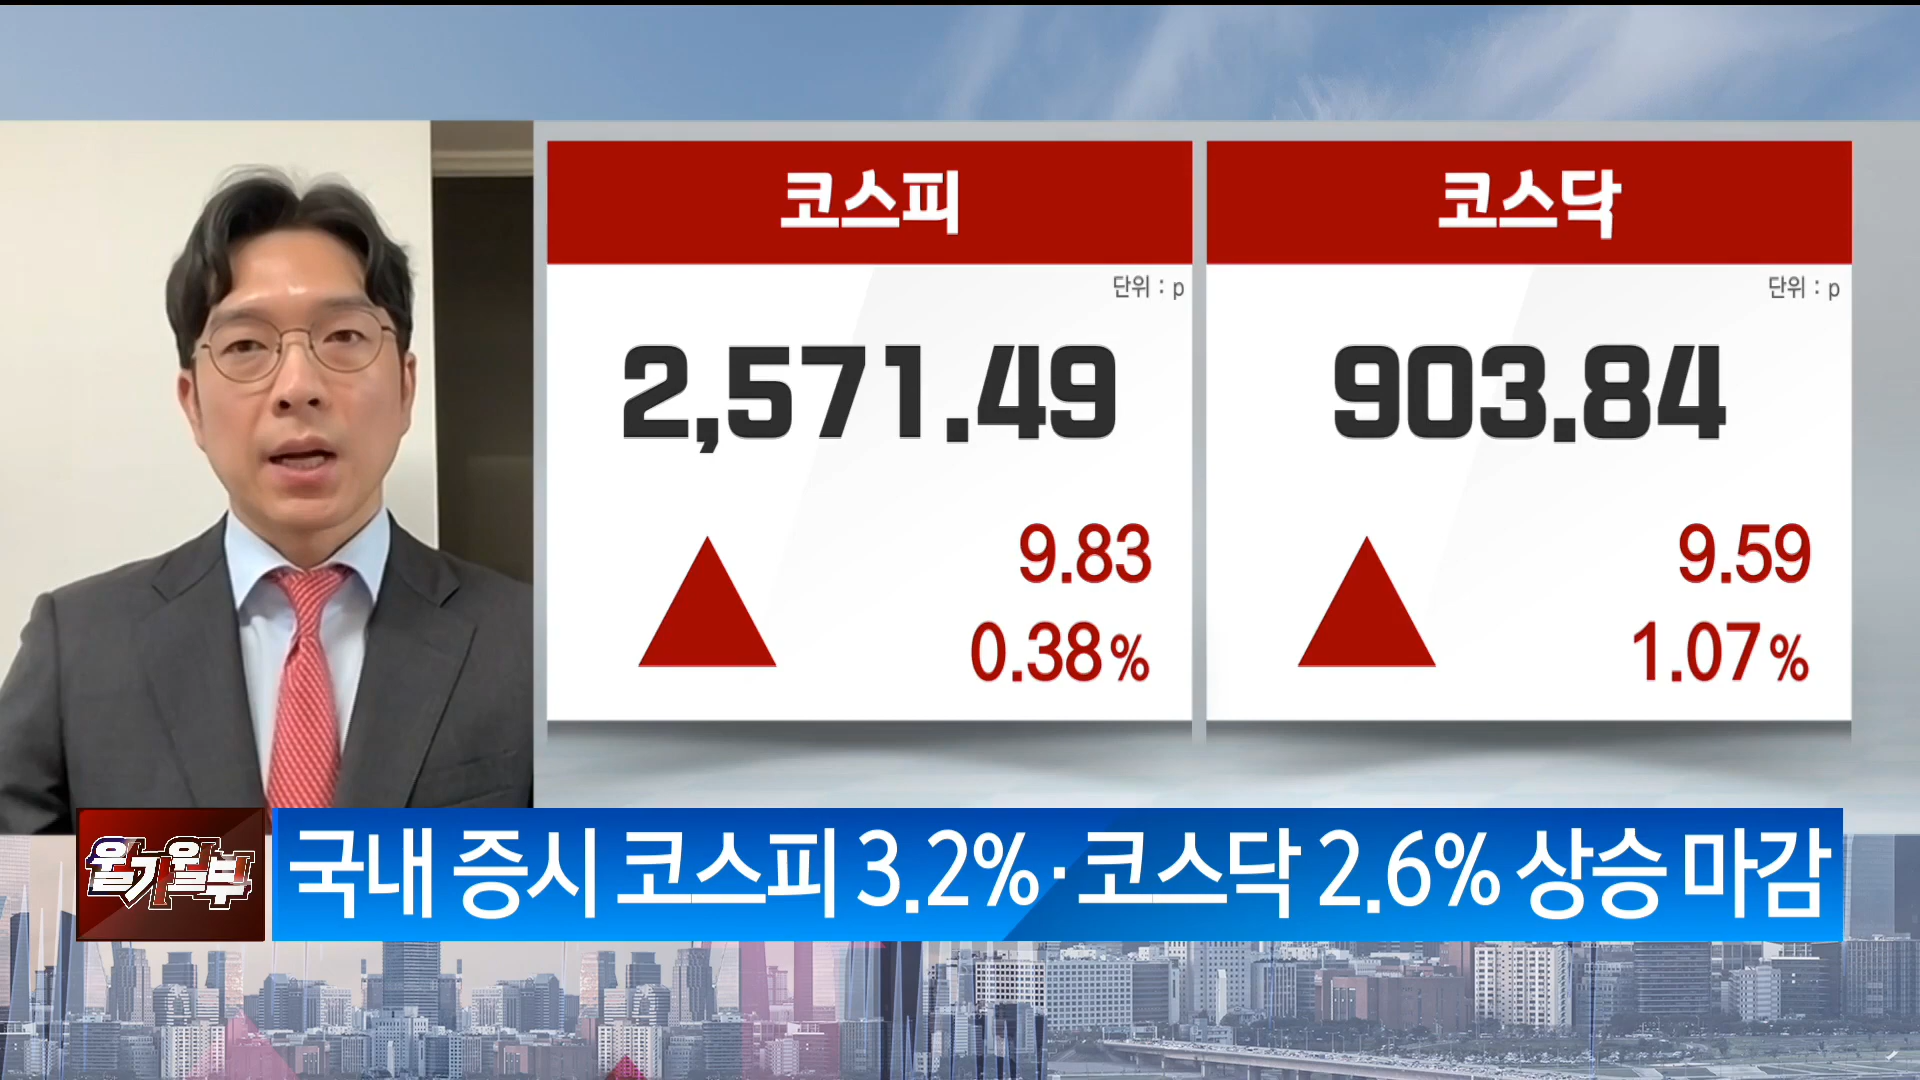 코스피
단위 : p
2,571.49
9.83
0.38%
코스닥
단위 : p
903.84
9.59
1.07%
월가월부
국내 증시 코스피 3.2%·코스닥 2.6% 상승 마감